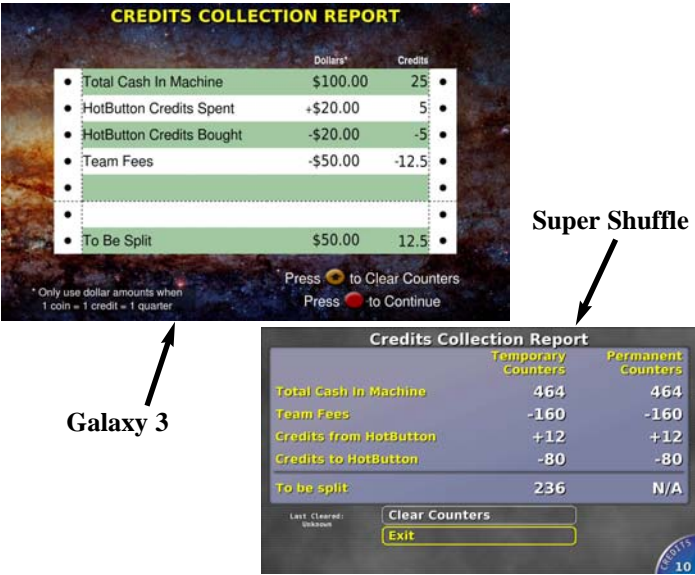 CREDITS COLLECTION REPORT
Dollars* Credits
Total Cash In Machine $100.00 25
HotButton Credits Spent +$20.00 5
HotButton Credits Bought -$20.00 -5
Team Fees -$50.00 -12.5
To Be Split $50.00 12.5
Press to Clear Counters
Press to Continue
* Only use dollar amounts when
1 coin = 1 credit = 1 quarter
Super Shuffle
Galaxy 3
Credits Collection Report
Temporary Permanent
Counters Counters
Total Cash In Machine 464 464
Team Fees -160 -160
Credits from HotButton +12 +12
Credits to HotButton -80 -80
To be split 236 N/A
Last Cleared:
Unknown
Clear Counters
Exit
CREDITS
10